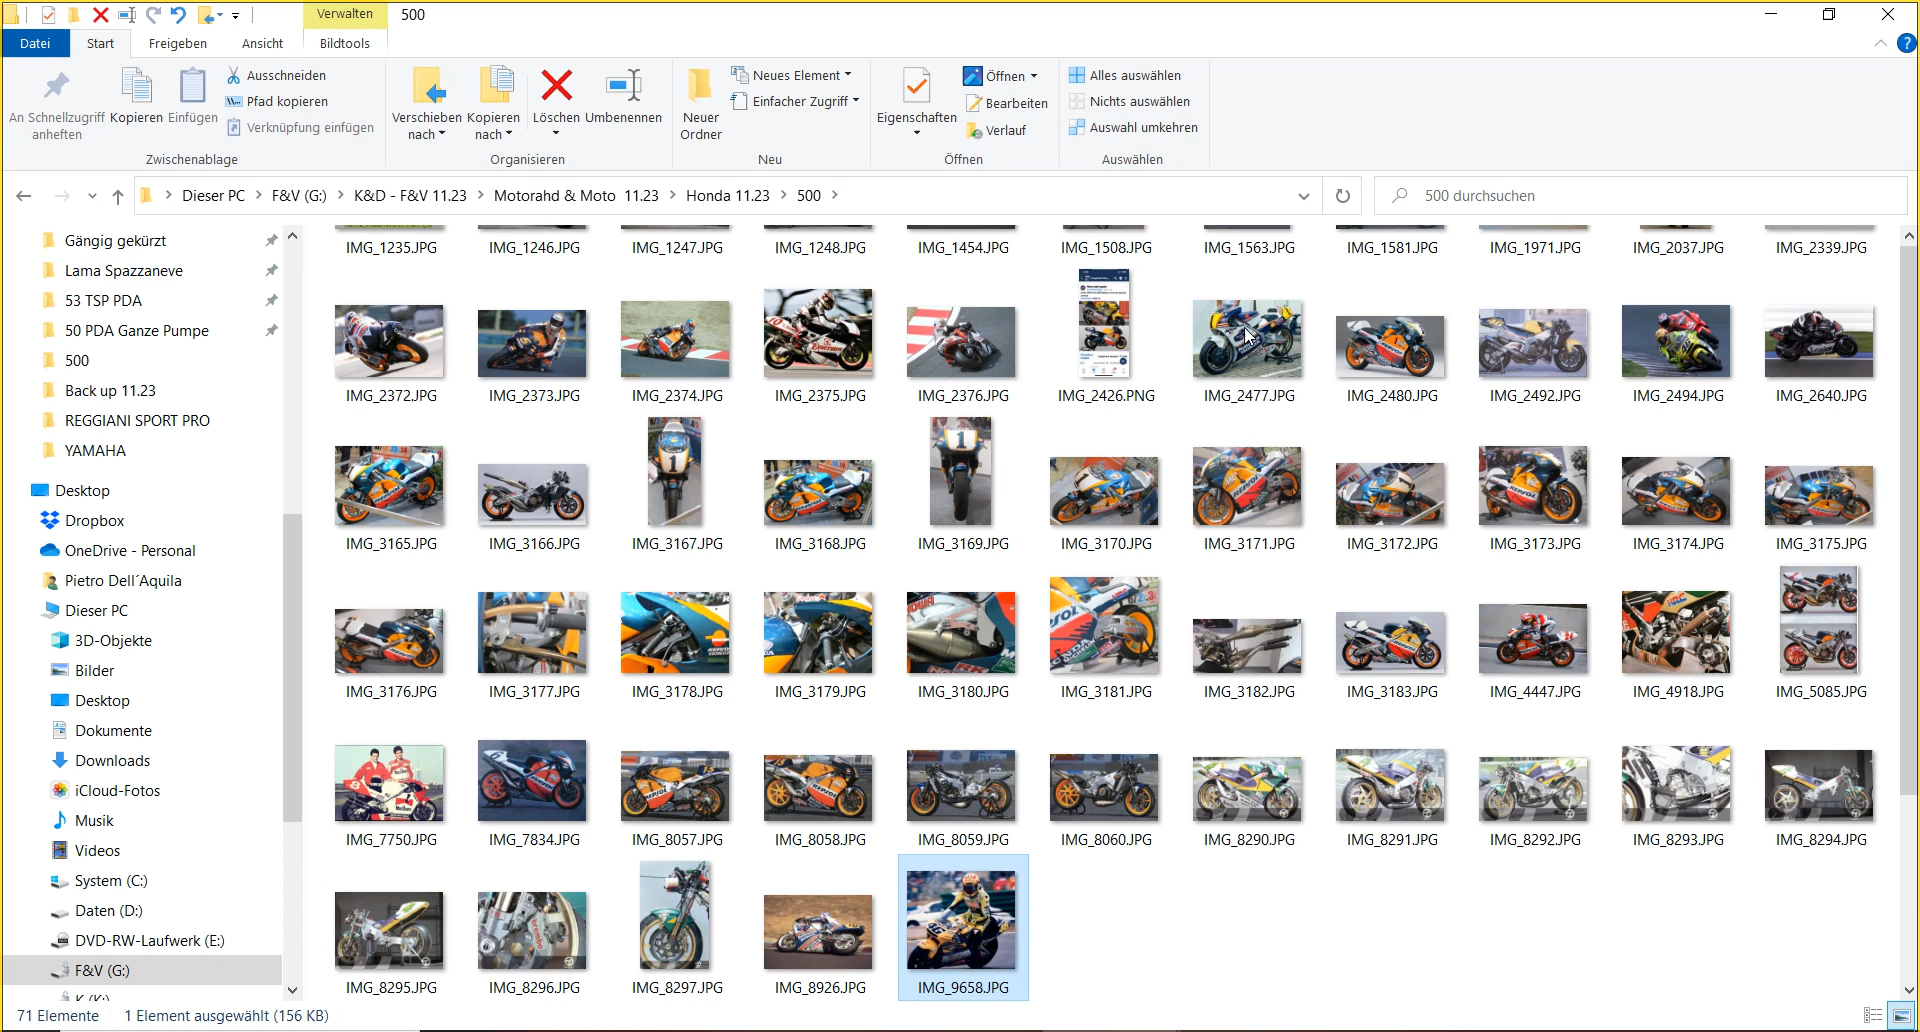 Verwalten
500
Datei
Start
Freigeben
Ansicht
Bildtools
An Schnellzugriff anheften
Kopieren
Einfügen
Ausschneiden
Pfad kopieren
Verknüpfung einfügen
Zwischenablage
Verschieben nach
Kopieren nach
Löschen
Umbenennen
Organisieren
Neuer Ordner
Neues Element
Einfacher Zugriff
Neu
Eigenschaften
Öffnen
Bearbeiten
Verlauf
Öffnen
Alles auswählen
Nichts auswählen
Auswahl umkehren
Auswählen
Dieser PC > F&V (G:) > K&D - F&V 11.23 > Motorahd & Moto 11.23 > Honda 11.23 > 500 >
500 durchsuchen
Gängig gekürzt
Lama Spazzaneve
53 TSP PDA
50 PDA Ganze Pumpe
500
Back up 11.23
REGGIANI SPORT PRO
YAMAHA
Desktop
Dropbox
OneDrive - Personal
Pietro Dell´Aquila
Dieser PC
3D-Objekte
Bilder
Desktop
Dokumente
Downloads
iCloud-Fotos
Musik
Videos
System (C:)
Daten (D:)
DVD-RW-Laufwerk (E:)
F&V (G:)
K (K:)
IMG_1235.JPG IMG_1246.JPG IMG_1247.JPG IMG_1248.JPG IMG_1454.JPG IMG_1508.JPG IMG_1563.JPG IMG_1581.JPG IMG_1971.JPG IMG_2037.JPG IMG_2339.JPG
IMG_2372.JPG IMG_2373.JPG IMG_2374.JPG IMG_2375.JPG IMG_2376.JPG IMG_2426.PNG IMG_2477.JPG IMG_2480.JPG IMG_2492.JPG IMG_2494.JPG IMG_2640.JPG
IMG_3165.JPG IMG_3166.JPG IMG_3167.JPG IMG_3168.JPG IMG_3169.JPG IMG_3170.JPG IMG_3171.JPG IMG_3172.JPG IMG_3173.JPG IMG_3174.JPG IMG_3175.JPG
IMG_3176.JPG IMG_3177.JPG IMG_3178.JPG IMG_3179.JPG IMG_3180.JPG IMG_3181.JPG IMG_3182.JPG IMG_3183.JPG IMG_4447.JPG IMG_4918.JPG IMG_5085.JPG
IMG_7750.JPG IMG_7834.JPG IMG_8057.JPG IMG_8058.JPG IMG_8059.JPG IMG_8060.JPG IMG_8290.JPG IMG_8291.JPG IMG_8292.JPG IMG_8293.JPG IMG_8294.JPG
IMG_8295.JPG IMG_8296.JPG IMG_8297.JPG IMG_8926.JPG IMG_9658.JPG
71 Elemente
1 Element ausgewählt (156 KB)